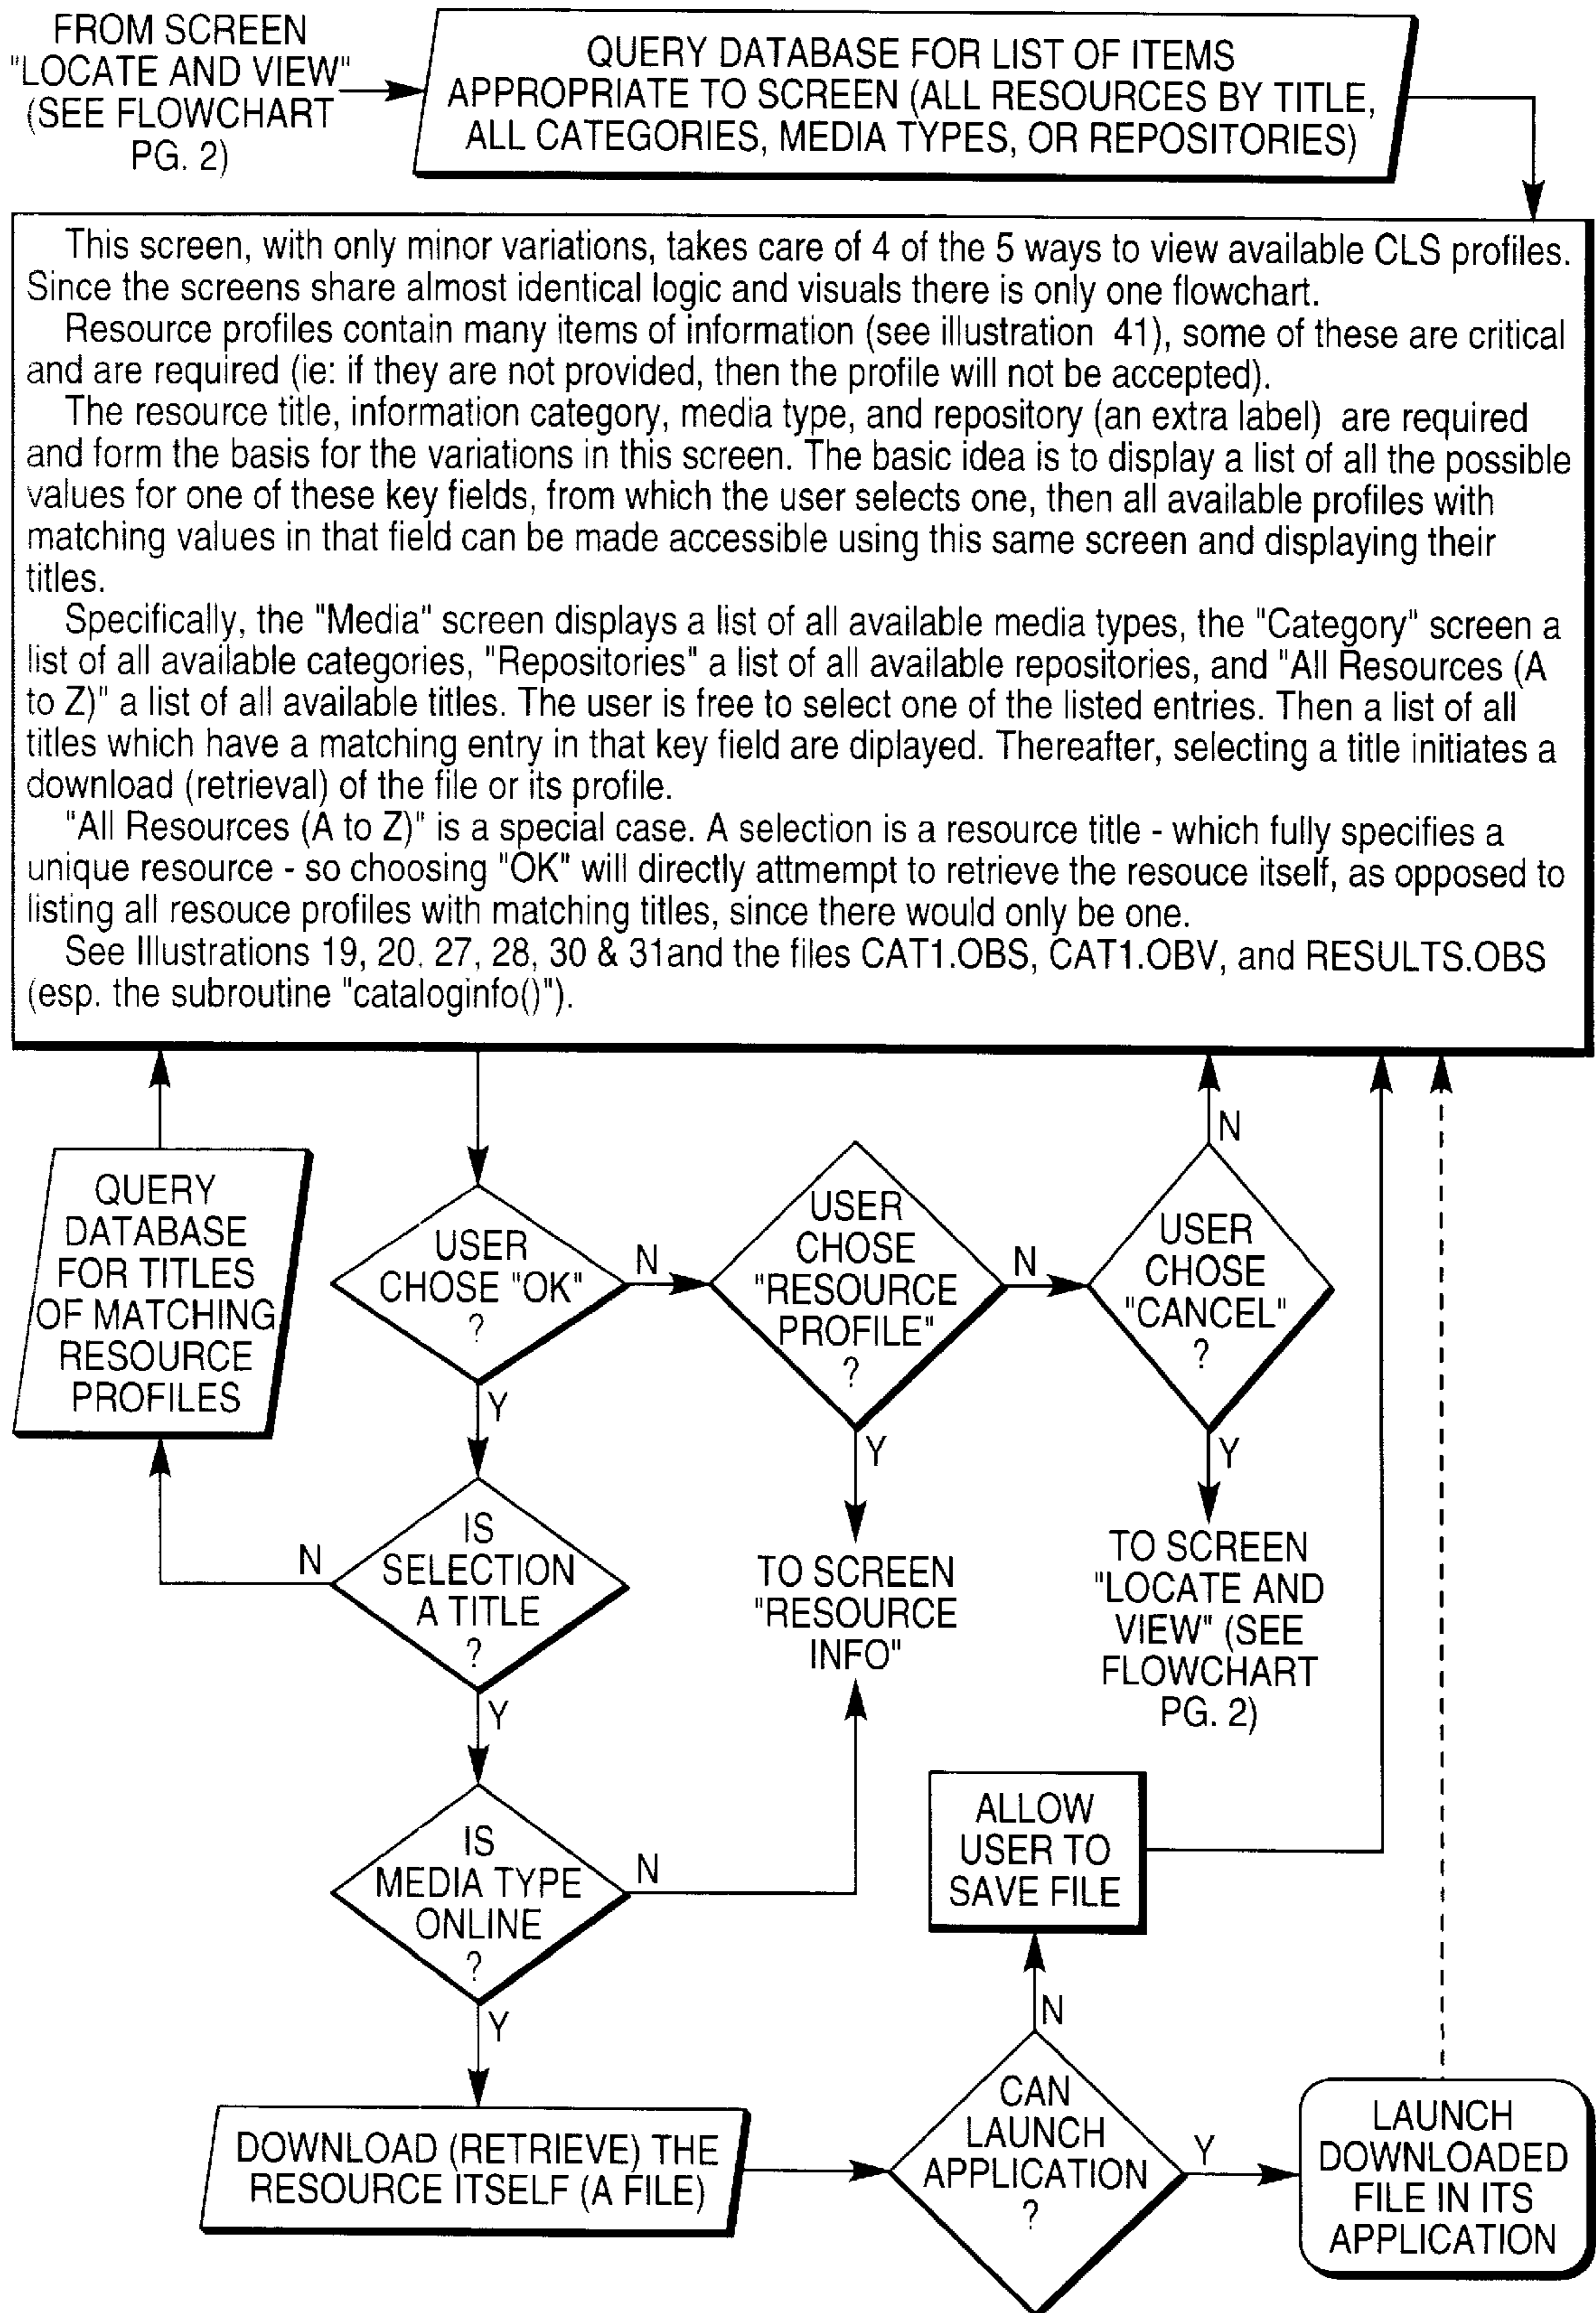 FROM SCREEN
"LOCATE AND VIEW"
(SEE FLOWCHART
PG. 2)
QUERY DATABASE FOR LIST OF ITEMS
APPROPRIATE TO SCREEN (ALL RESOURCES BY TITLE,
ALL CATEGORIES, MEDIA TYPES, OR REPOSITORIES)
This screen, with only minor variations, takes care of 4 of the 5 ways to view available CLS profiles.
Since the screens share almost identical logic and visuals there is only one flowchart.
Resource profiles contain many items of information (see illustration 41), some of these are critical
and are required (ie: if they are not provided, then the profile will not be accepted).
The resource title, information category, media type, and repository (an extra label) are required
and form the basis for the variations in this screen. The basic idea is to display a list of all the possible
values for one of these key fields, from which the user selects one, then all available profiles with
matching values in that field can be made accessible using this same screen and displaying their
titles.
Specifically, the "Media" screen displays a list of all available media types, the "Category" screen a
list of all available categories, "Repositories" a list of all available repositories, and "All Resources (A
to Z)" a list of all available titles. The user is free to select one of the listed entries. Then a list of all
titles which have a matching entry in that key field are diplayed. Thereafter, selecting a title initiates a
download (retrieval) of the file or its profile.
"All Resources (A to Z)" is a special case. A selection is a resource title - which fully specifies a
unique resource - so choosing "OK" will directly attmempt to retrieve the resouce itself, as opposed to
listing all resouce profiles with matching titles, since there would only be one.
See Illustrations 19, 20, 27, 28, 30 & 31and the files CAT1.OBS, CAT1.OBV, and RESULTS.OBS
(esp. the subroutine "cataloginfo()").
QUERY
DATABASE
FOR TITLES
OF MATCHING
RESOURCE
PROFILES
USER
CHOSE "OK"
?
N
Y
USER
CHOSE
"RESOURCE
PROFILE"
?
N
Y
N
USER
CHOSE
"CANCEL"
?
Y
IS
SELECTION
A TITLE
?
N
Y
TO SCREEN
"RESOURCE
INFO"
TO SCREEN
"LOCATE AND
VIEW" (SEE
FLOWCHART
PG. 2)
IS
MEDIA TYPE
ONLINE
?
N
Y
ALLOW
USER TO
SAVE FILE
N
DOWNLOAD (RETRIEVE) THE
RESOURCE ITSELF (A FILE)
CAN
LAUNCH
APPLICATION
?
Y
LAUNCH
DOWNLOADED
FILE IN ITS
APPLICATION